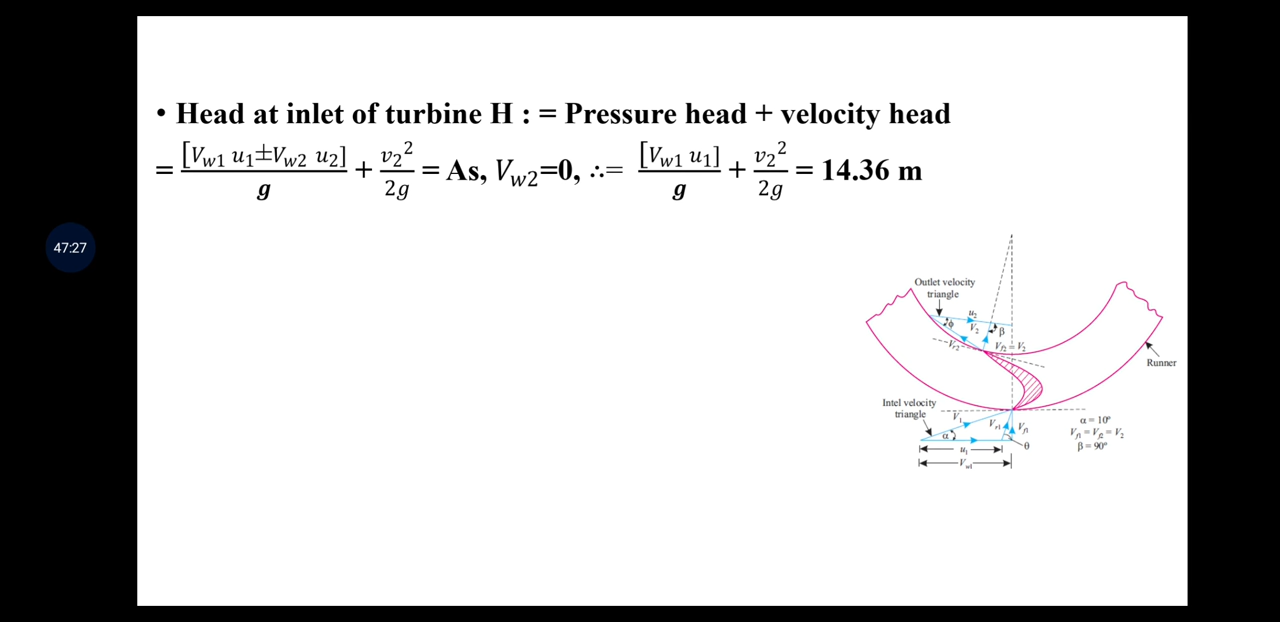 • Head at inlet of turbine H : = Pressure head + velocity head
= [V_w1 u_1 ± V_w2 u_2] / g + v_2² / 2g = As, V_w2=0, ∴= [V_w1 u_1] / g + v_2² / 2g = 14.36 m
47:27
Outlet velocity
triangle
u_2
ϕ
V_2
β
V_r2
V_f2 = V_2
Runner
Intel velocity
triangle
V_1
V_r1
V_f1
α
θ
u_1
V_w1
α = 10°
V_f1 = V_f2 = V_2
β = 90°